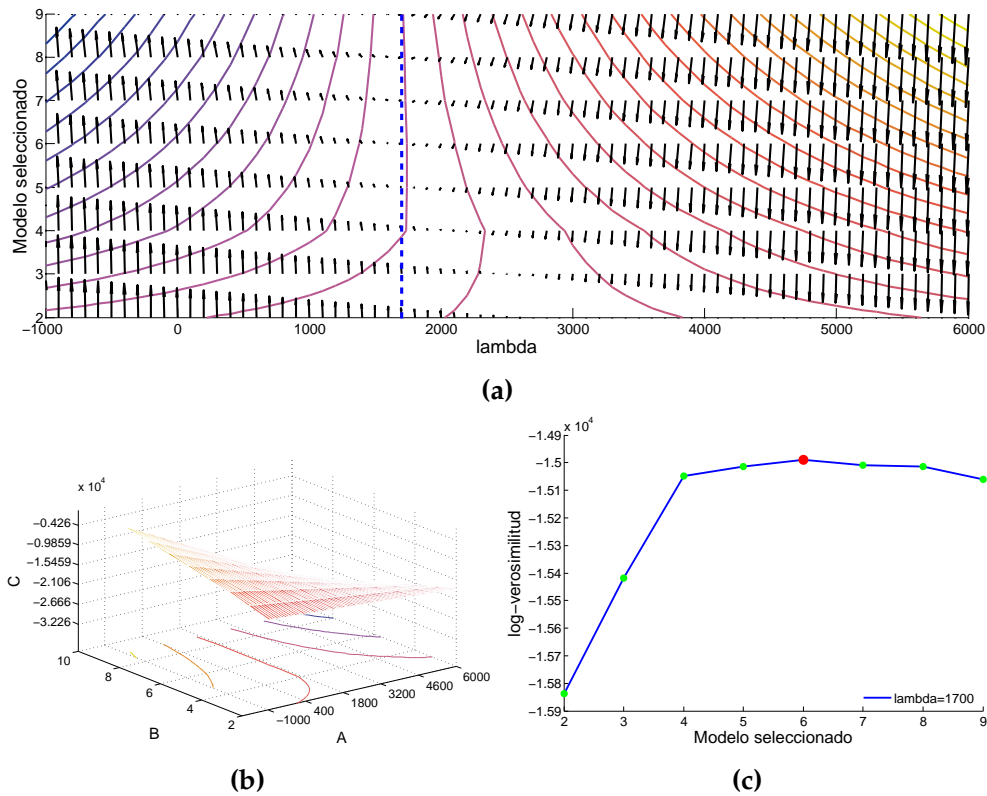 9
8
7
6
5
4
3
2
Modelo seleccionado
−1000 0 1000 2000 3000 4000 5000 6000
lambda
(a)
x 10^4
−0.426
−0.9859
−1.5459
−2.106
−2.666
−3.226
C
10
8
6
4
2
B
−1000
400
1800
3200
4600
6000
A
(b)
x 10^4
−1.49
−1.5
−1.51
−1.52
−1.53
−1.54
−1.55
−1.56
−1.57
−1.58
−1.59
log−verosimilitud
lambda=1700
2 3 4 5 6 7 8 9
Modelo seleccionado
(c)